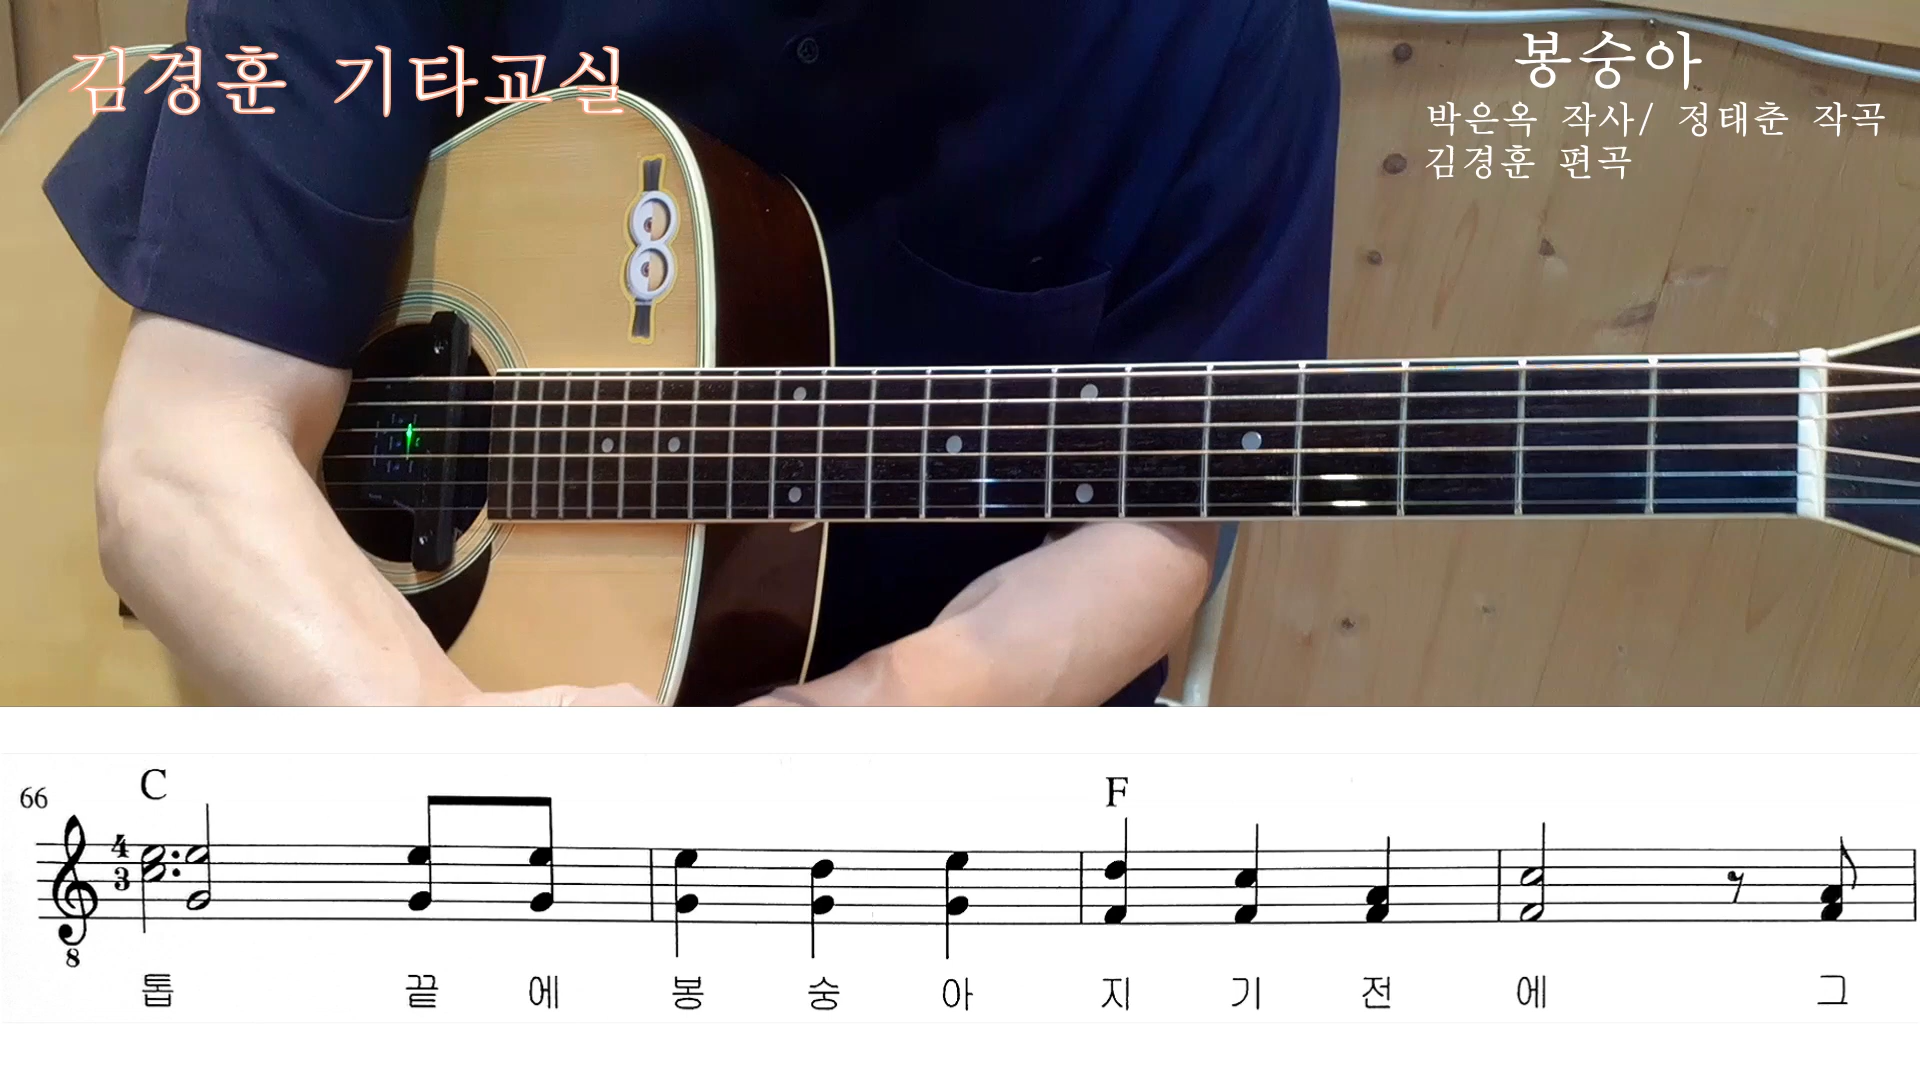 김경훈 기타교실
봉숭아
박은옥 작사/ 정태춘 작곡
김경훈 편곡
C F
66
4
3
8
톱 끝에 봉숭아 지기전에 그